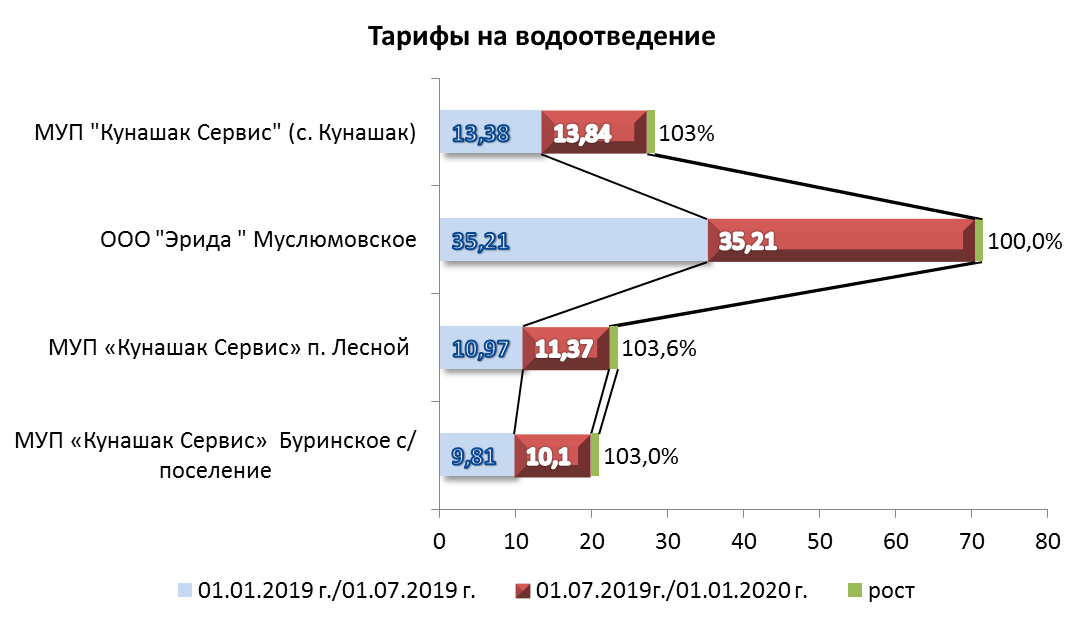 Тарифы на водоотведение
МУП "Кунашак Сервис" (с. Кунашак)
13,38
13,84
103%
ООО "Эрида " Муслюмовское
35,21
35,21
100,0%
МУП «Кунашак Сервис» п. Лесной
10,97
11,37
103,6%
МУП «Кунашак Сервис»  Буринское с/
поселение
9,81
10,1
103,0%
0 10 20 30 40 50 60 70 80
01.01.2019 г./01.07.2019 г. 01.07.2019г./01.01.2020 г. рост